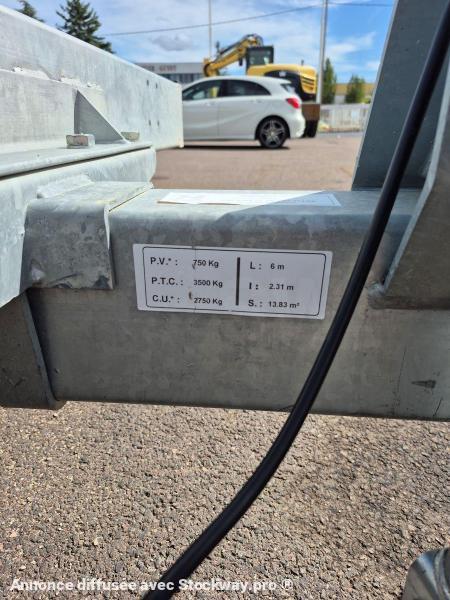 P.V.* : 750 Kg
P.T.C. : 3500 Kg
C.U.* : 2750 Kg
L : 6 m
l : 2.31 m
S. : 13.83 m²
Annonce diffusée avec Stockway.pro ®